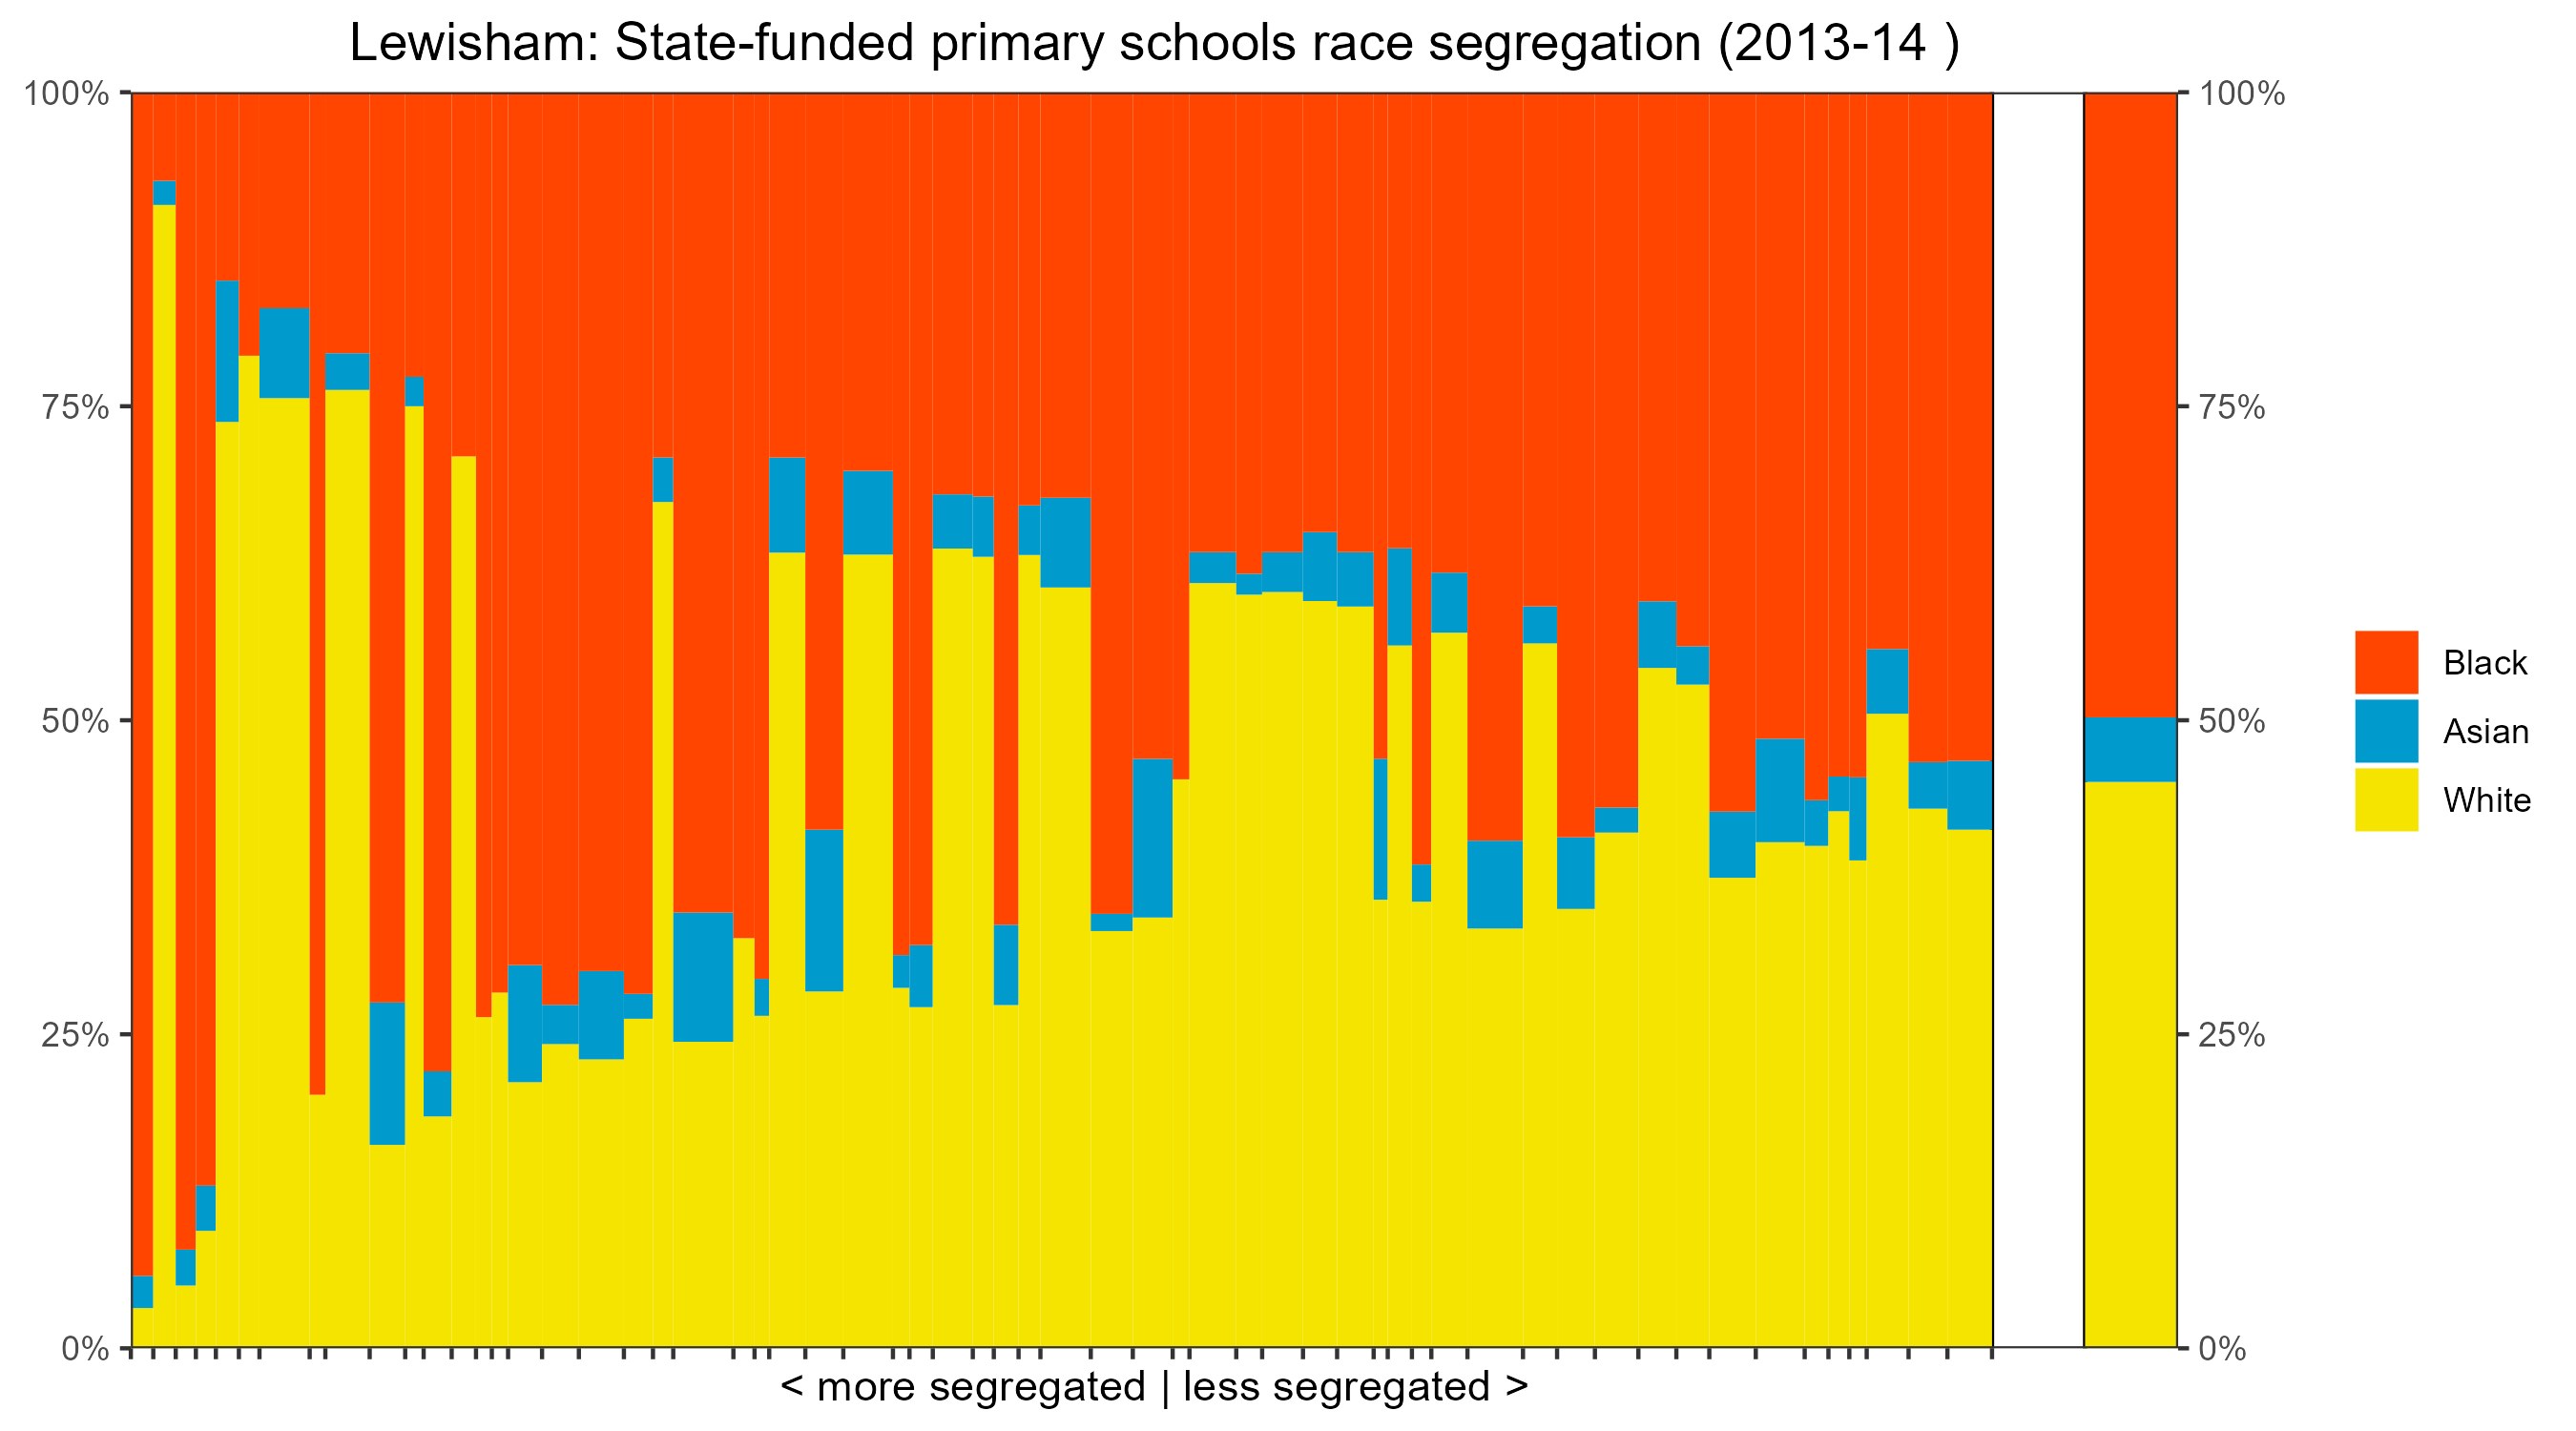 Lewisham: State-funded primary schools race segregation (2013-14 )
100%
75%
50%
25%
0%
100%
75%
50%
25%
0%
Black
Asian
White
< more segregated | less segregated >